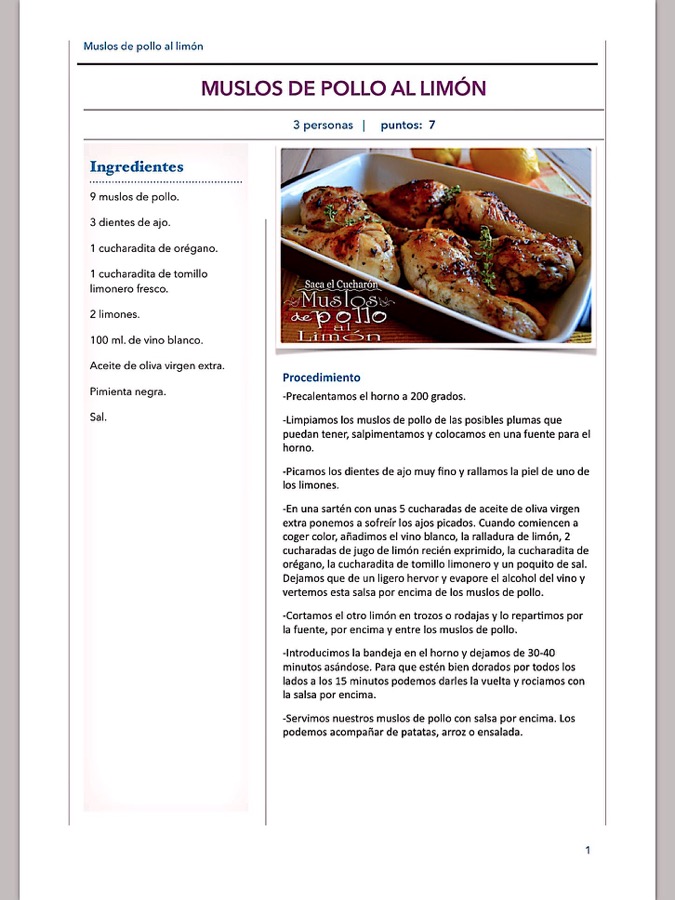 Muslos de pollo al limón
MUSLOS DE POLLO AL LIMÓN
3 personas | puntos: 7
Ingredientes
9 muslos de pollo.
3 dientes de ajo.
1 cucharadita de orégano.
1 cucharadita de tomillo
limonero fresco.
2 limones.
100 ml. de vino blanco.
Aceite de oliva virgen extra.
Pimienta negra.
Sal.
Saca el Cucharón
Muslos
de pollo
al
Limón
Procedimiento
-Precalentamos el horno a 200 grados.
-Limpiamos los muslos de pollo de las posibles plumas que
puedan tener, salpimentamos y colocamos en una fuente para el
horno.
-Picamos los dientes de ajo muy fino y rallamos la piel de uno de
los limones.
-En una sartén con unas 5 cucharadas de aceite de oliva virgen
extra ponemos a sofreír los ajos picados. Cuando comiencen a
coger color, añadimos el vino blanco, la ralladura de limón, 2
cucharadas de jugo de limón recién exprimido, la cucharadita de
orégano, la cucharadita de tomillo limonero y un poquito de sal.
Dejamos que de un ligero hervor y evapore el alcohol del vino y
vertemos esta salsa por encima de los muslos de pollo.
-Cortamos el otro limón en trozos o rodajas y lo repartimos por
la fuente, por encima y entre los muslos de pollo.
-Introducimos la bandeja en el horno y dejamos de 30-40
minutos asándose. Para que estén bien dorados por todos los
lados a los 15 minutos podemos darles la vuelta y rociamos con
la salsa por encima.
-Servimos nuestros muslos de pollo con salsa por encima. Los
podemos acompañar de patatas, arroz o ensalada.
1